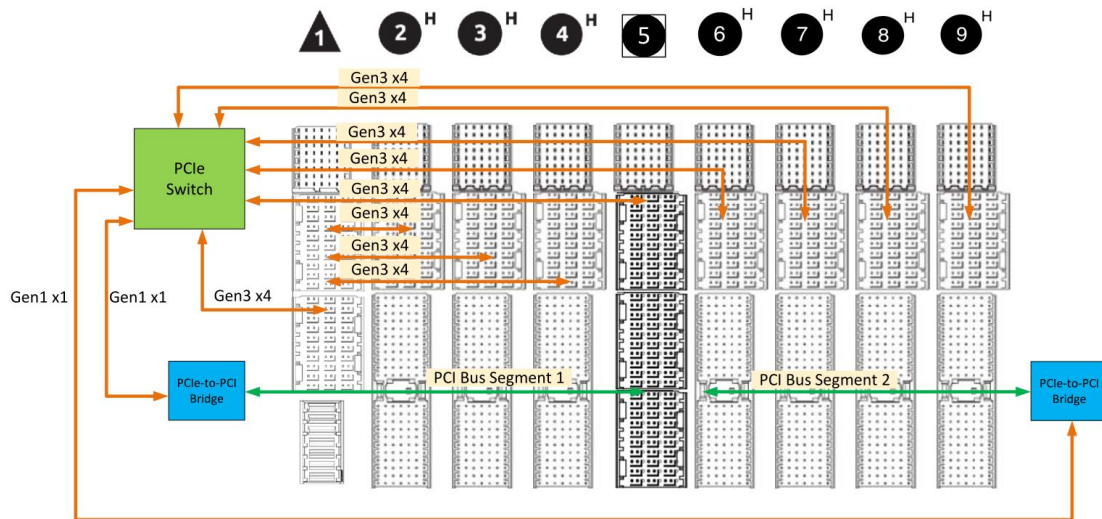 1
2 H
3 H
4 H
5
6 H
7 H
8 H
9 H
Gen3 x4
Gen3 x4
Gen3 x4
Gen3 x4
Gen3 x4
Gen3 x4
Gen3 x4
Gen3 x4
PCIe
Switch
Gen1 x1
Gen1 x1
Gen3 x4
PCIe-to-PCI
Bridge
PCI Bus Segment 1
PCI Bus Segment 2
PCIe-to-PCI
Bridge